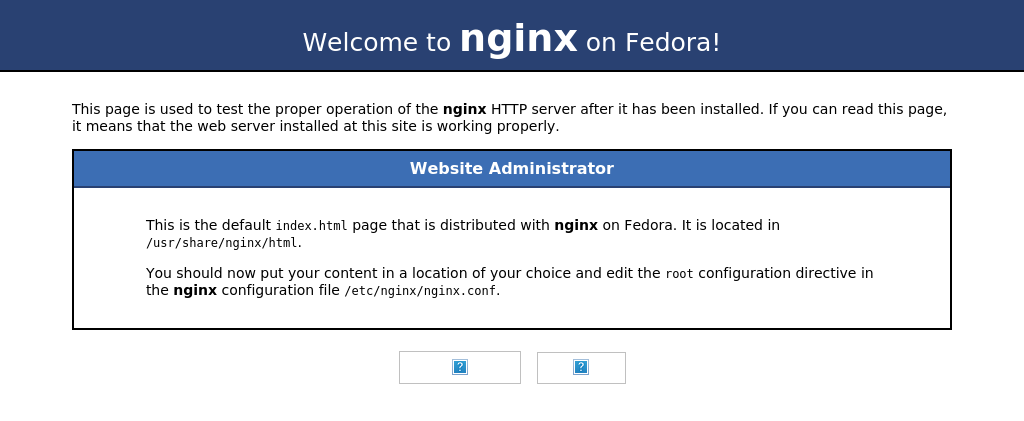 Welcome to nginx on Fedora!
This page is used to test the proper operation of the nginx HTTP server after it has been installed. If you can read this page,
it means that the web server installed at this site is working properly.
Website Administrator
This is the default index.html page that is distributed with nginx on Fedora. It is located in
/usr/share/nginx/html.
You should now put your content in a location of your choice and edit the root configuration directive in
the nginx configuration file /etc/nginx/nginx.conf.
? ?